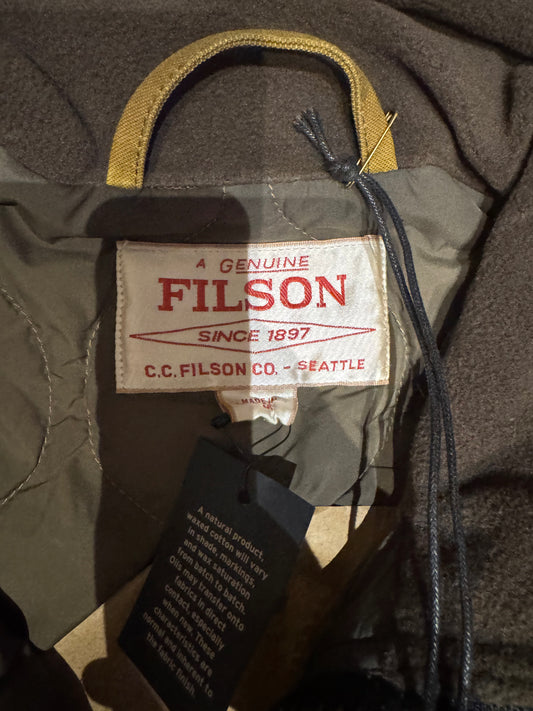 A GENUINE
FILSON
SINCE 1897
C.C. FILSON CO. - SEATTLE
MADE IN
A natural product,
waxed cotton will vary
in shade, markings,
and wax saturation
from batch to batch.
Oils may transfer onto
fabrics in direct
contact, especially
when new. These
characteristics are
normal and inherent to
the fabric finish.